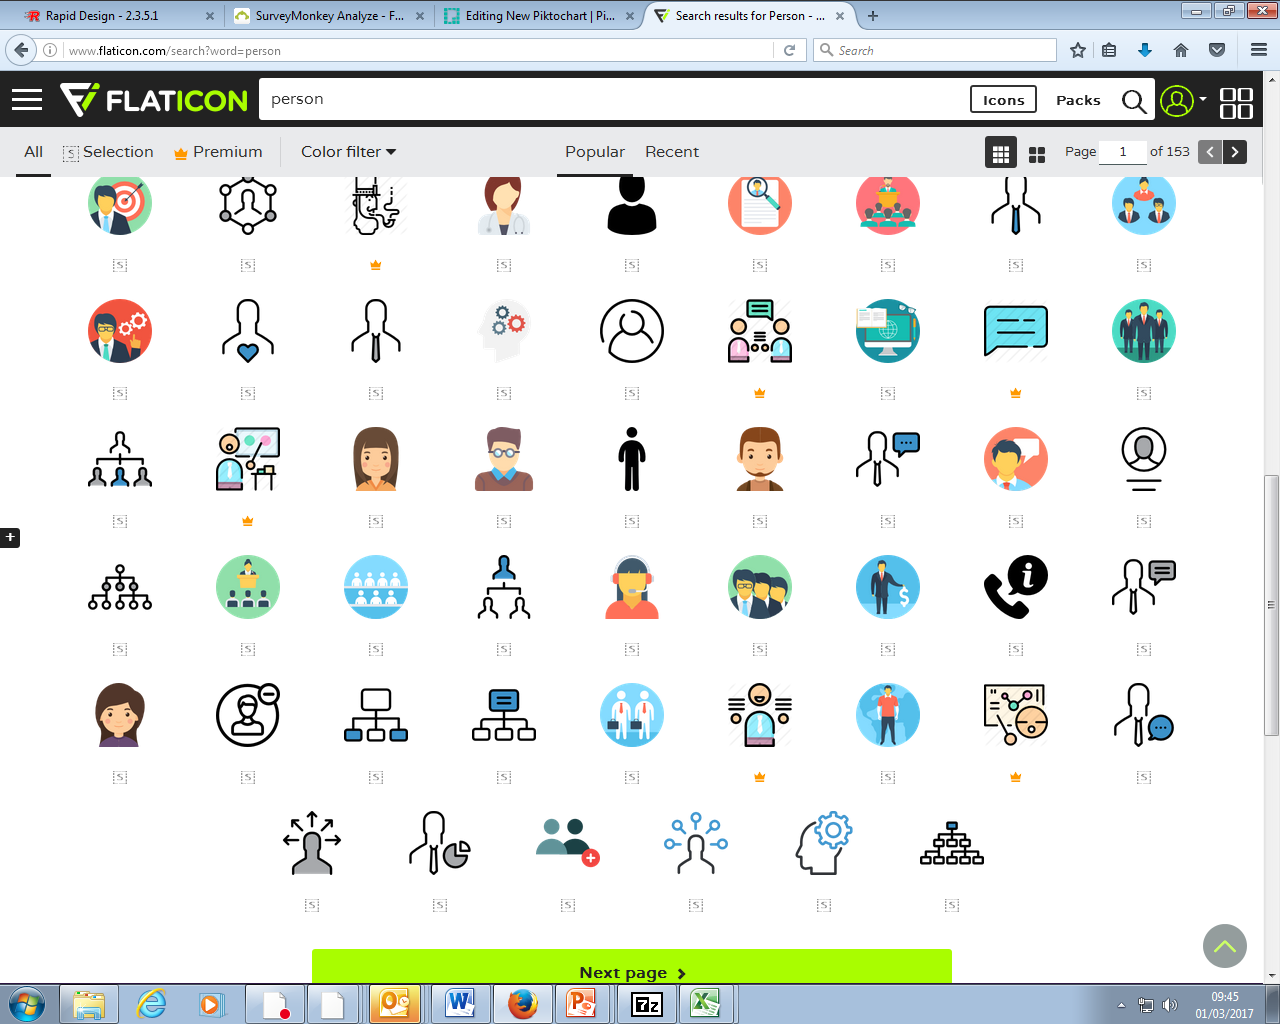 Rapid Design - 2.3.5.1
SurveyMonkey Analyze - F...
Editing New Piktochart | Pi...
Search results for Person - ...
www.flaticon.com/search?word=person
Search
FLATICON
person
Icons
Packs
All
Selection
Premium
Color filter
Popular
Recent
Page 1 of 153
Next page
09:45
01/03/2017